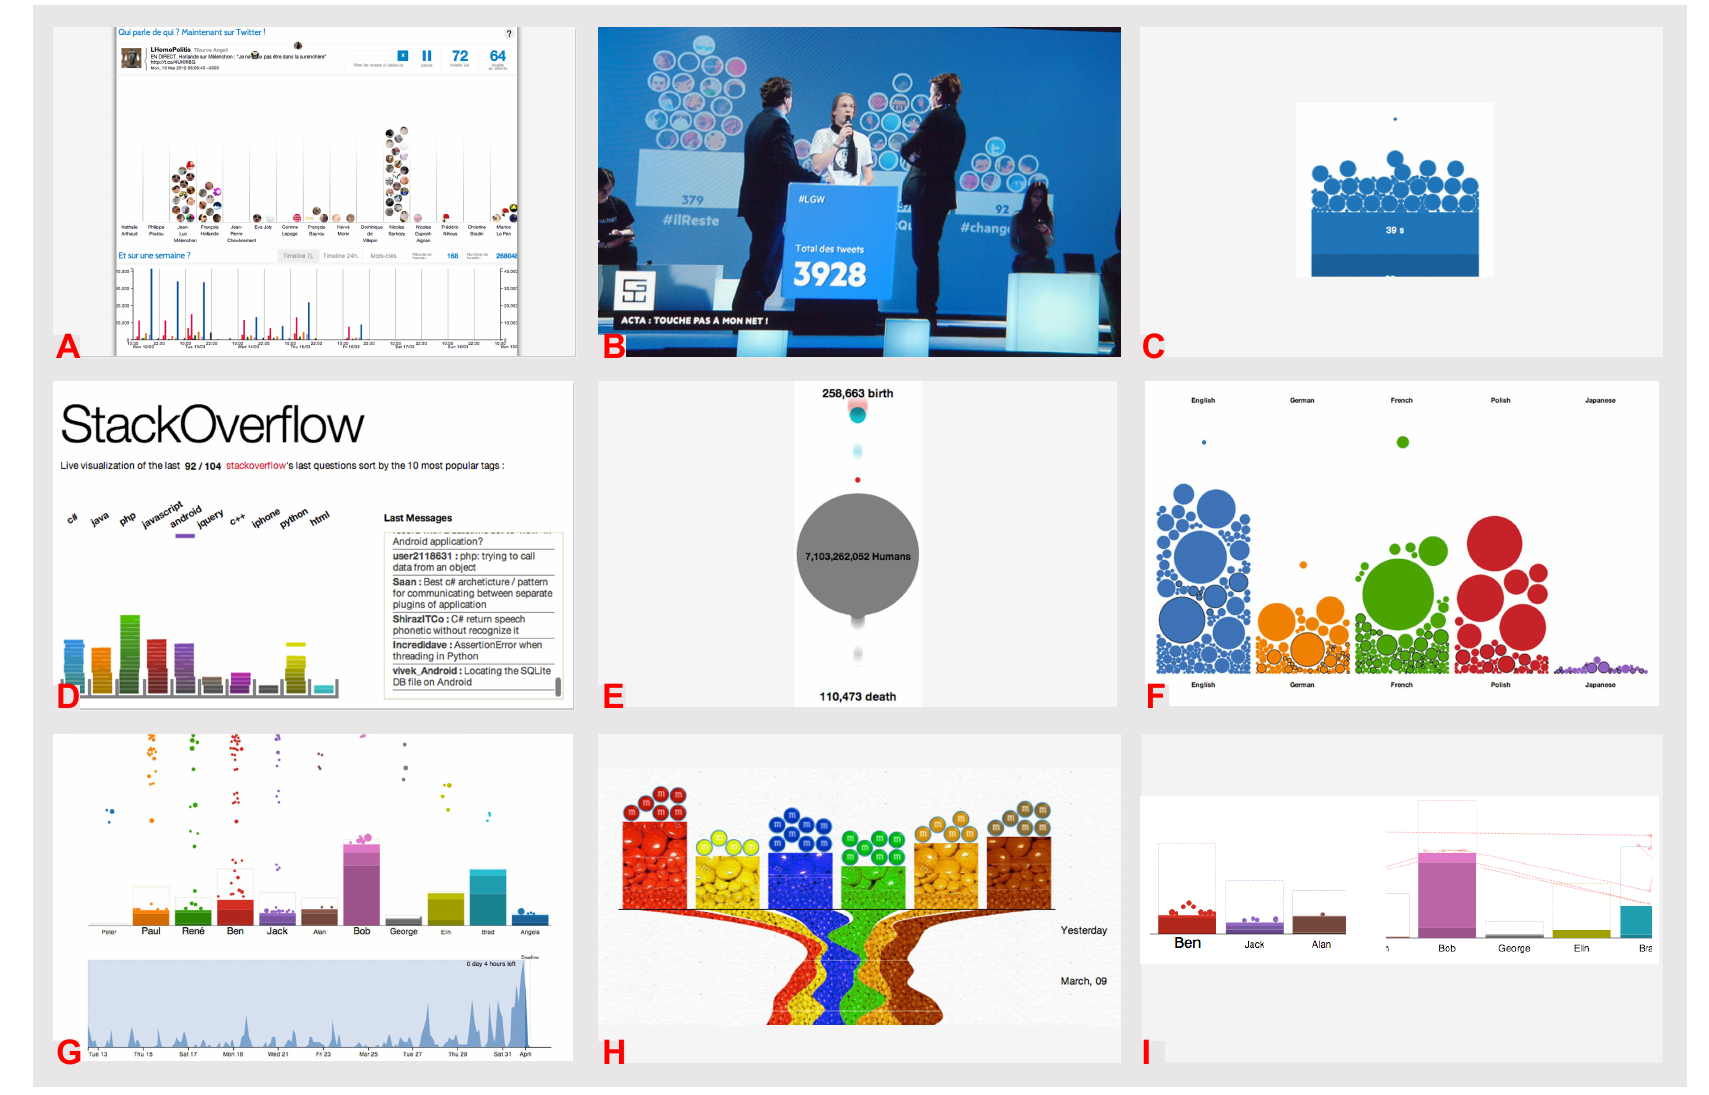 Qui parle de qui ? Maintenant sur Twitter !
?
LHomoPolitis Tiburce Angeli
EN DIRECT, Hollande sur Mélenchon : "Je ne
pas être dans la surenchère"
Mon, 19 Mar 2012
72
64
Nathalie Arthaud
Philippe Poutou
Jean-Luc Mélenchon
François Hollande
Jean-Pierre Chevènement
Eva Joly
Corinne Lepage
François Bayrou
Hervé Morin
Dominique de Villepin
Nicolas Sarkozy
Nicolas Dupont-Aignan
Frédéric Nihous
Christine Boutin
Marine Le Pen
Et sur une semaine ?
Timeline 7j.
Timeline 24h.
Mots-clés
168
268048
A
379
#ilReste
#LGW
Total des tweets
3928
92
#change
ACTA : TOUCHE PAS A MON NET !
B
39 s
C
StackOverflow
Live visualization of the last 92 / 104 stackoverflow's last questions sort by the 10 most popular tags :
c#
java
php
javascript
android
jquery
c++
iphone
python
html
Last Messages
Android application?
user2118631 : php: trying to call
data from an object
Saan : Best c# archeticture / pattern
for communicating between separate
plugins of application
ShirazITCo : C# return speech
phonetic without recognize it
Incredidave : AssertionError when
threading in Python
vivek_Android : Locating the SQLite
DB file on Android
D
258,663 birth
7,103,262,052 Humans
110,473 death
E
English
German
French
Polish
Japanese
English
German
French
Polish
Japanese
F
Peter
Paul
René
Ben
Jack
Alan
Bob
George
Elin
Brad
Angela
Deadline
0 day 4 hours left
Tue 13
Thu 15
Sat 17
Mon 19
Wed 21
Fri 23
Mar 25
Tue 27
Thu 29
Sat 31
April
G
Yesterday
March, 09
H
Ben
Jack
Alan
n
Bob
George
Elin
Bra
I